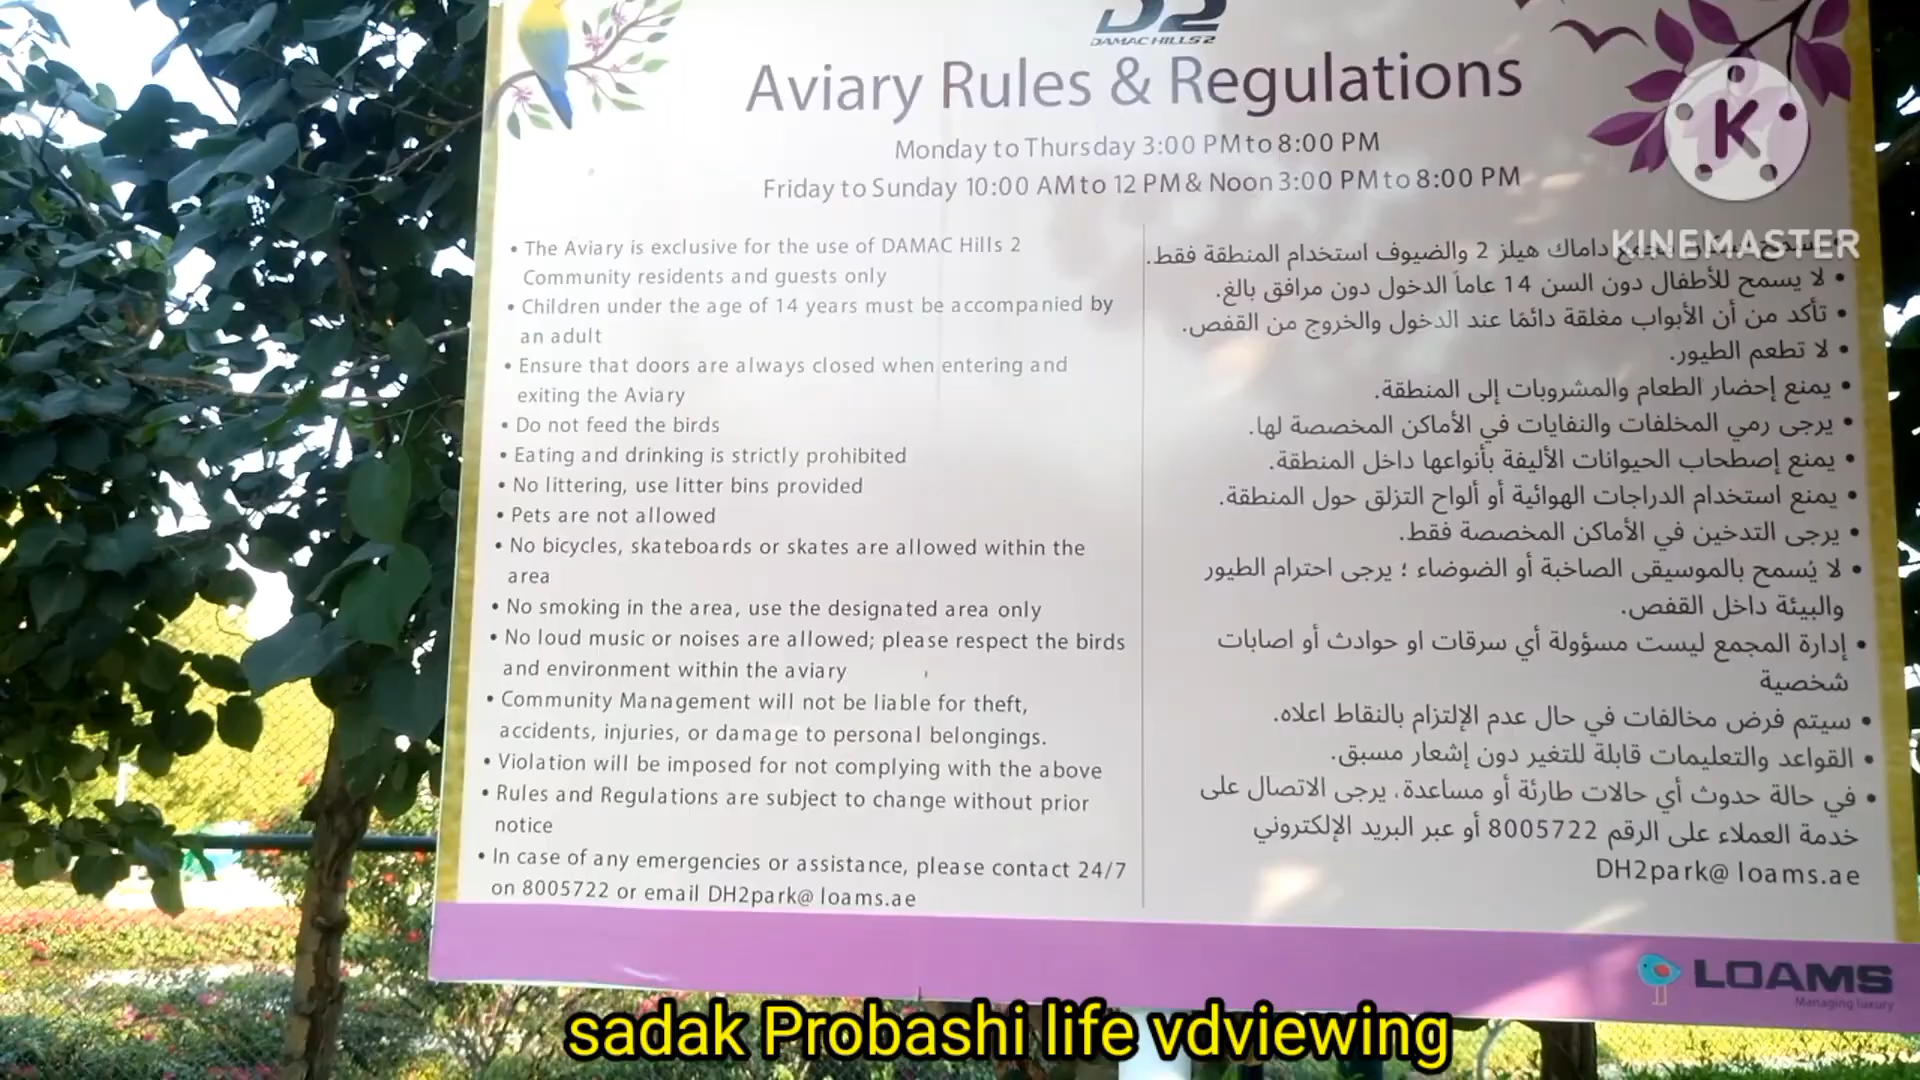 D2
DAMAC HILLS 2
Aviary Rules & Regulations
Monday to Thursday 3:00 PM to 8:00 PM
Friday to Sunday 10:00 AM to 12 PM & Noon 3:00 PM to 8:00 PM
• The Aviary is exclusive for the use of DAMAC Hills 2
Community residents and guests only
• Children under the age of 14 years must be accompanied by
an adult
• Ensure that doors are always closed when entering and
exiting the Aviary
• Do not feed the birds
• Eating and drinking is strictly prohibited
• No littering, use litter bins provided
• Pets are not allowed
• No bicycles, skateboards or skates are allowed within the
area
• No smoking in the area, use the designated area only
• No loud music or noises are allowed; please respect the birds
and environment within the aviary
• Community Management will not be liable for theft,
accidents, injuries, or damage to personal belongings.
• Violation will be imposed for not complying with the above
• Rules and Regulations are subject to change without prior
notice
• In case of any emergencies or assistance, please contact 24/7
on 8005722 or email DH2park@ loams.ae
داماك هيلز 2 والضيوف استخدام المنطقة فقط.
• لا يسمح للأطفال دون السن 14 عاماً الدخول دون مرافق بالغ.
• تأكد من أن الأبواب مغلقة دائمًا عند الدخول والخروج من القفص.
• لا تطعم الطيور.
• يمنع إحضار الطعام والمشروبات إلى المنطقة.
• يرجى رمي المخلفات والنفايات في الأماكن المخصصة لها.
• يمنع إصطحاب الحيوانات الأليفة بأنواعها داخل المنطقة.
• يمنع استخدام الدراجات الهوائية أو ألواح التزلق حول المنطقة.
• يرجى التدخين في الأماكن المخصصة فقط.
• لا يُسمح بالموسيقى الصاخبة أو الضوضاء ؛ يرجى احترام الطيور
والبيئة داخل القفص.
• إدارة المجمع ليست مسؤولة أي سرقات او حوادث أو اصابات
شخصية
• سيتم فرض مخالفات في حال عدم الإلتزام بالنقاط اعلاه.
• القواعد والتعليمات قابلة للتغير دون إشعار مسبق.
• في حالة حدوث أي حالات طارئة أو مساعدة، يرجى الاتصال على
خدمة العملاء على الرقم 8005722 أو عبر البريد الإلكتروني
DH2park@ loams.ae
LOAMS
Managing luxury
K
KINEMASTER
sadak Probashi life vdviewing